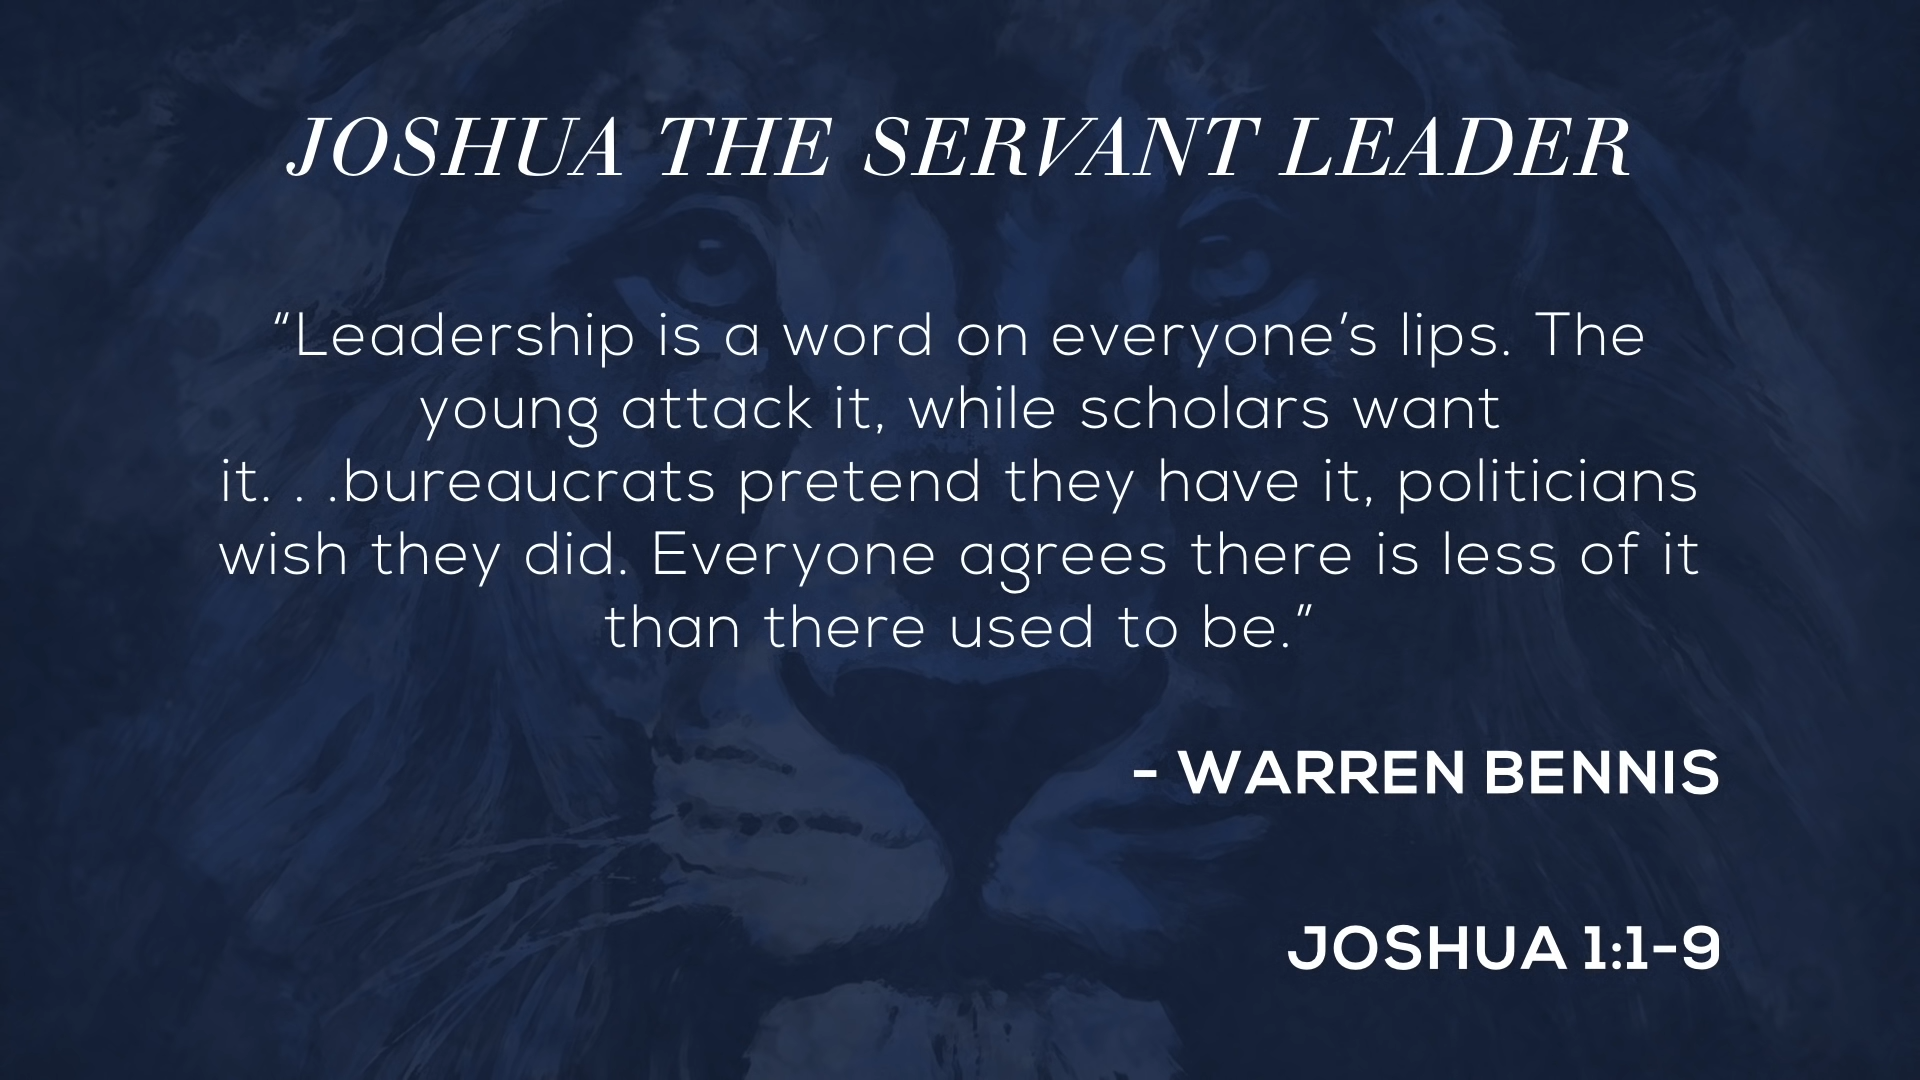 JOSHUA THE SERVANT LEADER
“Leadership is a word on everyone’s lips. The
young attack it, while scholars want
it. . .bureaucrats pretend they have it, politicians
wish they did. Everyone agrees there is less of it
than there used to be.”
- WARREN BENNIS
JOSHUA 1:1-9